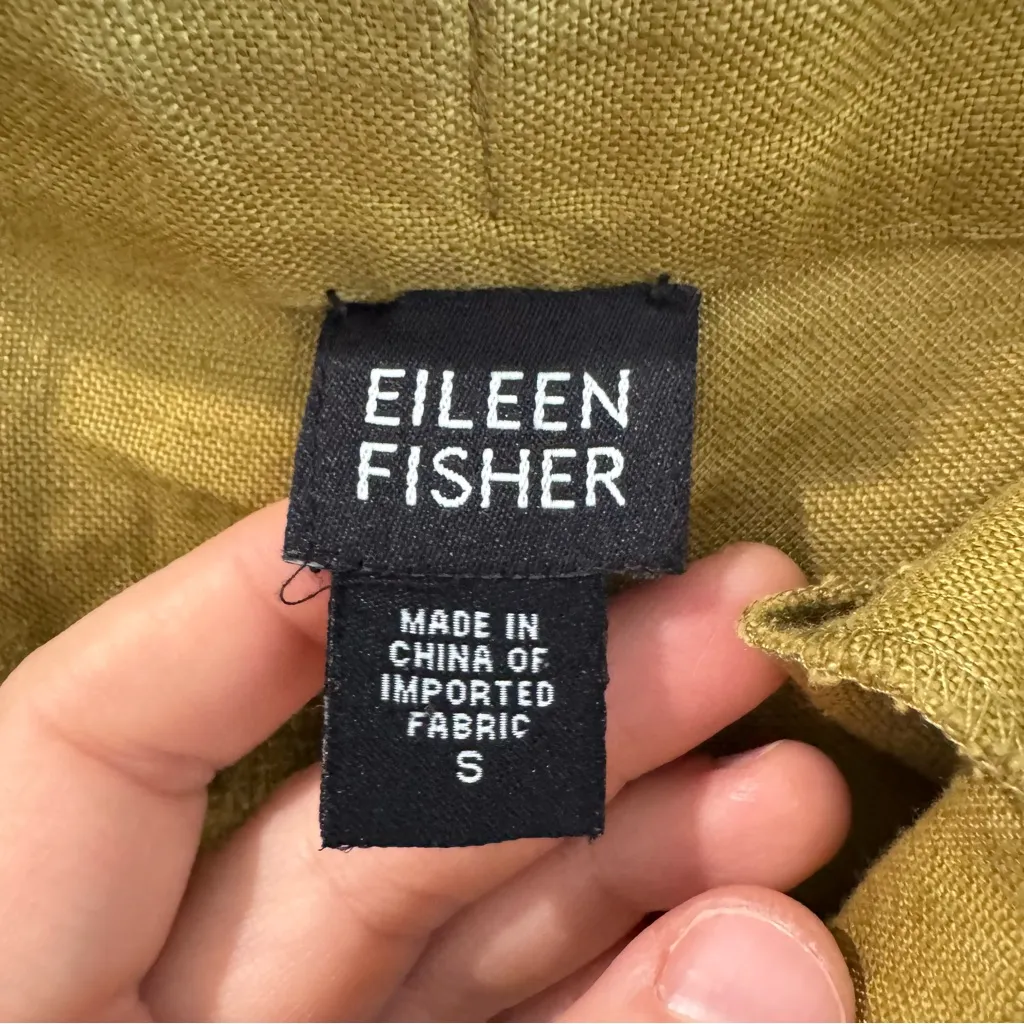 EILEEN
FISHER
MADE IN
CHINA OF
IMPORTED
FABRIC
S